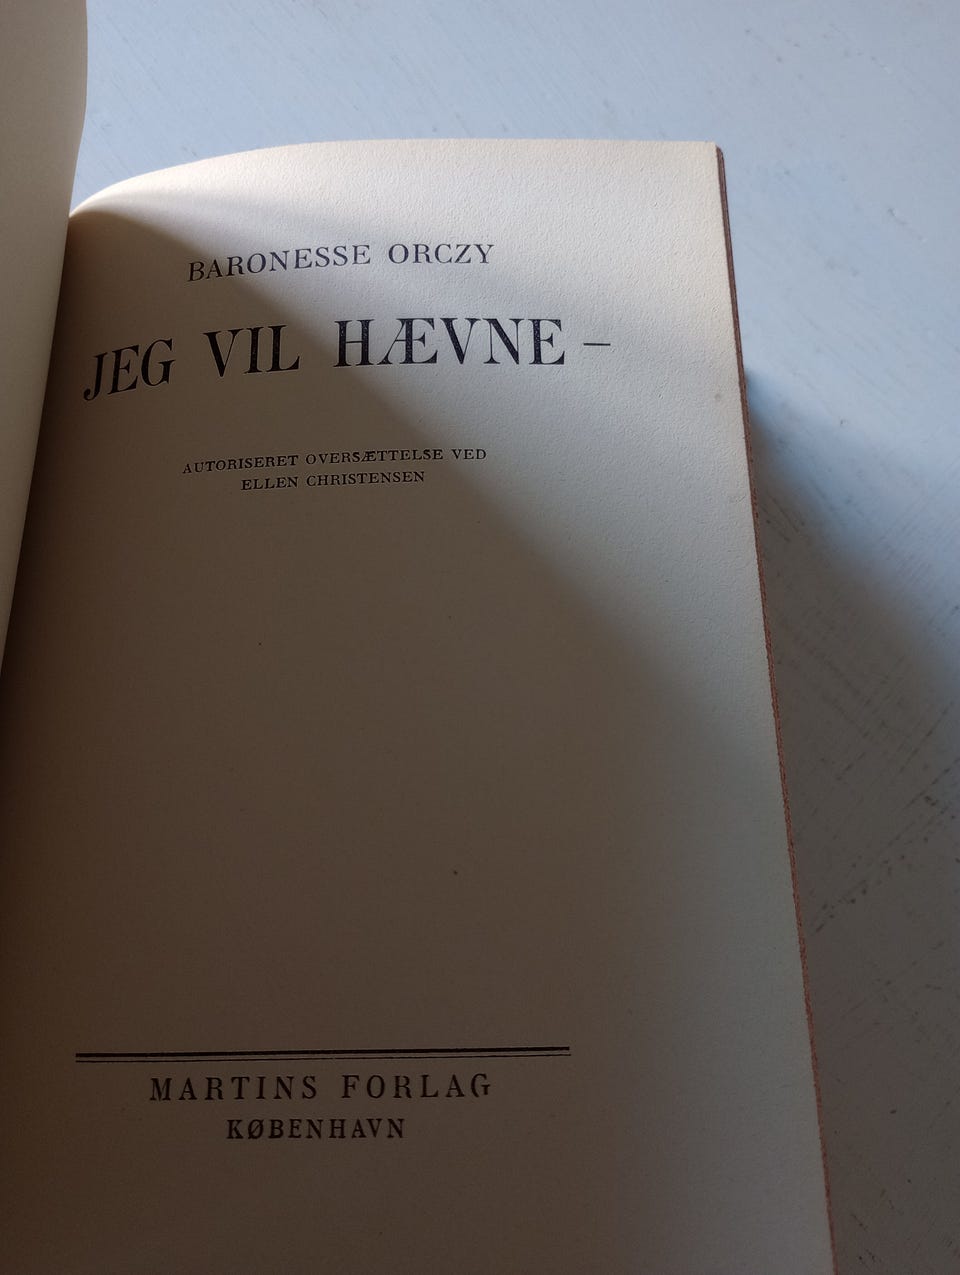 BARONESSE ORCZY
JEG VIL HÆVNE –
AUTORISERET OVERSÆTTELSE VED
ELLEN CHRISTENSEN
MARTINS FORLAG
KØBENHAVN